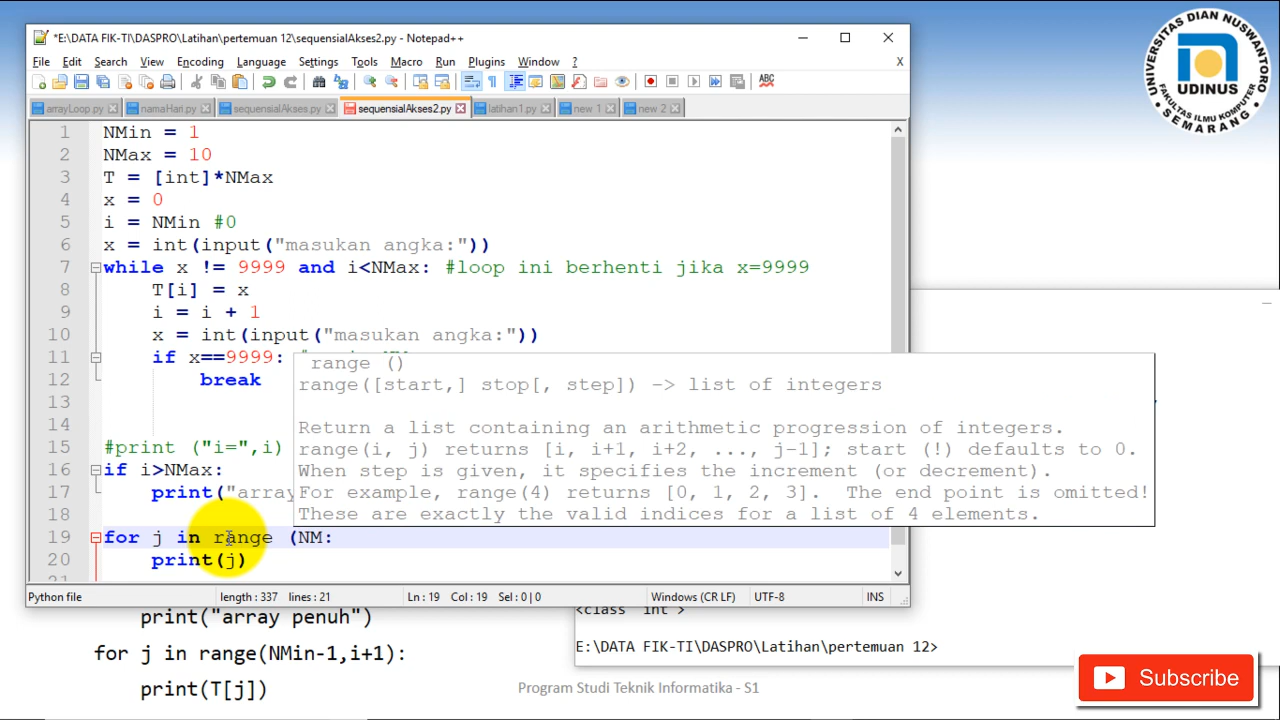 *E:\DATA FIK-TI\DASPRO\Latihan\pertemuan 12\sequensialAkses2.py - Notepad++
File Edit Search View Encoding Language Settings Tools Macro Run Plugins Window ? X
arrayLoop.py namaHari.py sequensialAkses.py sequensialAkses2.py latihan1.py new 1 new 2
1 NMin = 1
2 NMax = 10
3 T = [int]*NMax
4 x = 0
5 i = NMin #0
6 x = int(input("masukan angka:"))
7 while x != 9999 and i<NMax: #loop ini berhenti jika x=9999
8 T[i] = x
9 i = i + 1
10 x = int(input("masukan angka:"))
11 if x==9999:
12 break
13
14
15 #print ("i=",i)
16 if i>NMax:
17 print("array
18
19 for j in range (NM:
20 print(j)
range ()
range([start,] stop[, step]) -> list of integers
Return a list containing an arithmetic progression of integers.
range(i, j) returns [i, i+1, i+2, ..., j-1]; start (!) defaults to 0.
When step is given, it specifies the increment (or decrement).
For example, range(4) returns [0, 1, 2, 3]. The end point is omitted!
These are exactly the valid indices for a list of 4 elements.
Python file length : 337 lines : 21 Ln : 19 Col : 19 Sel : 0 | 0 Windows (CR LF) UTF-8 INS
print("array penuh")
for j in range(NMin-1,i+1):
print(T[j])
E:\DATA FIK-TI\DASPRO\Latihan\pertemuan 12>
Program Studi Teknik Informatika - S1
Subscribe
UNIVERSITAS DIAN NUSWANTORO
UDINUS
FAKULTAS ILMU KOMPUTER
SEMARANG